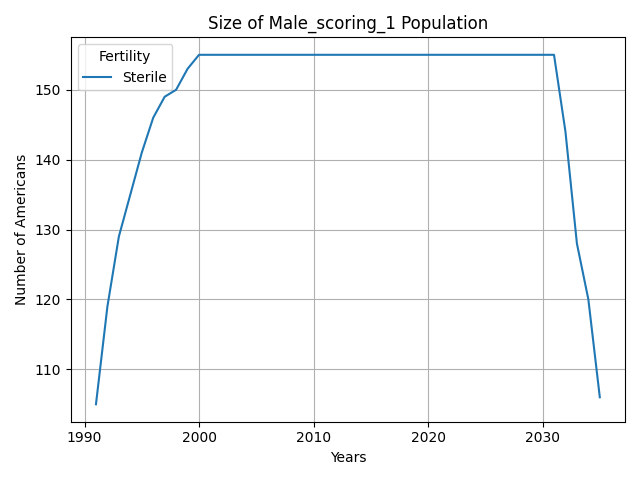 Size of Male_scoring_1 Population
Fertility
Sterile
Number of Americans
150
140
130
120
110
1990
2000
2010
2020
2030
Years